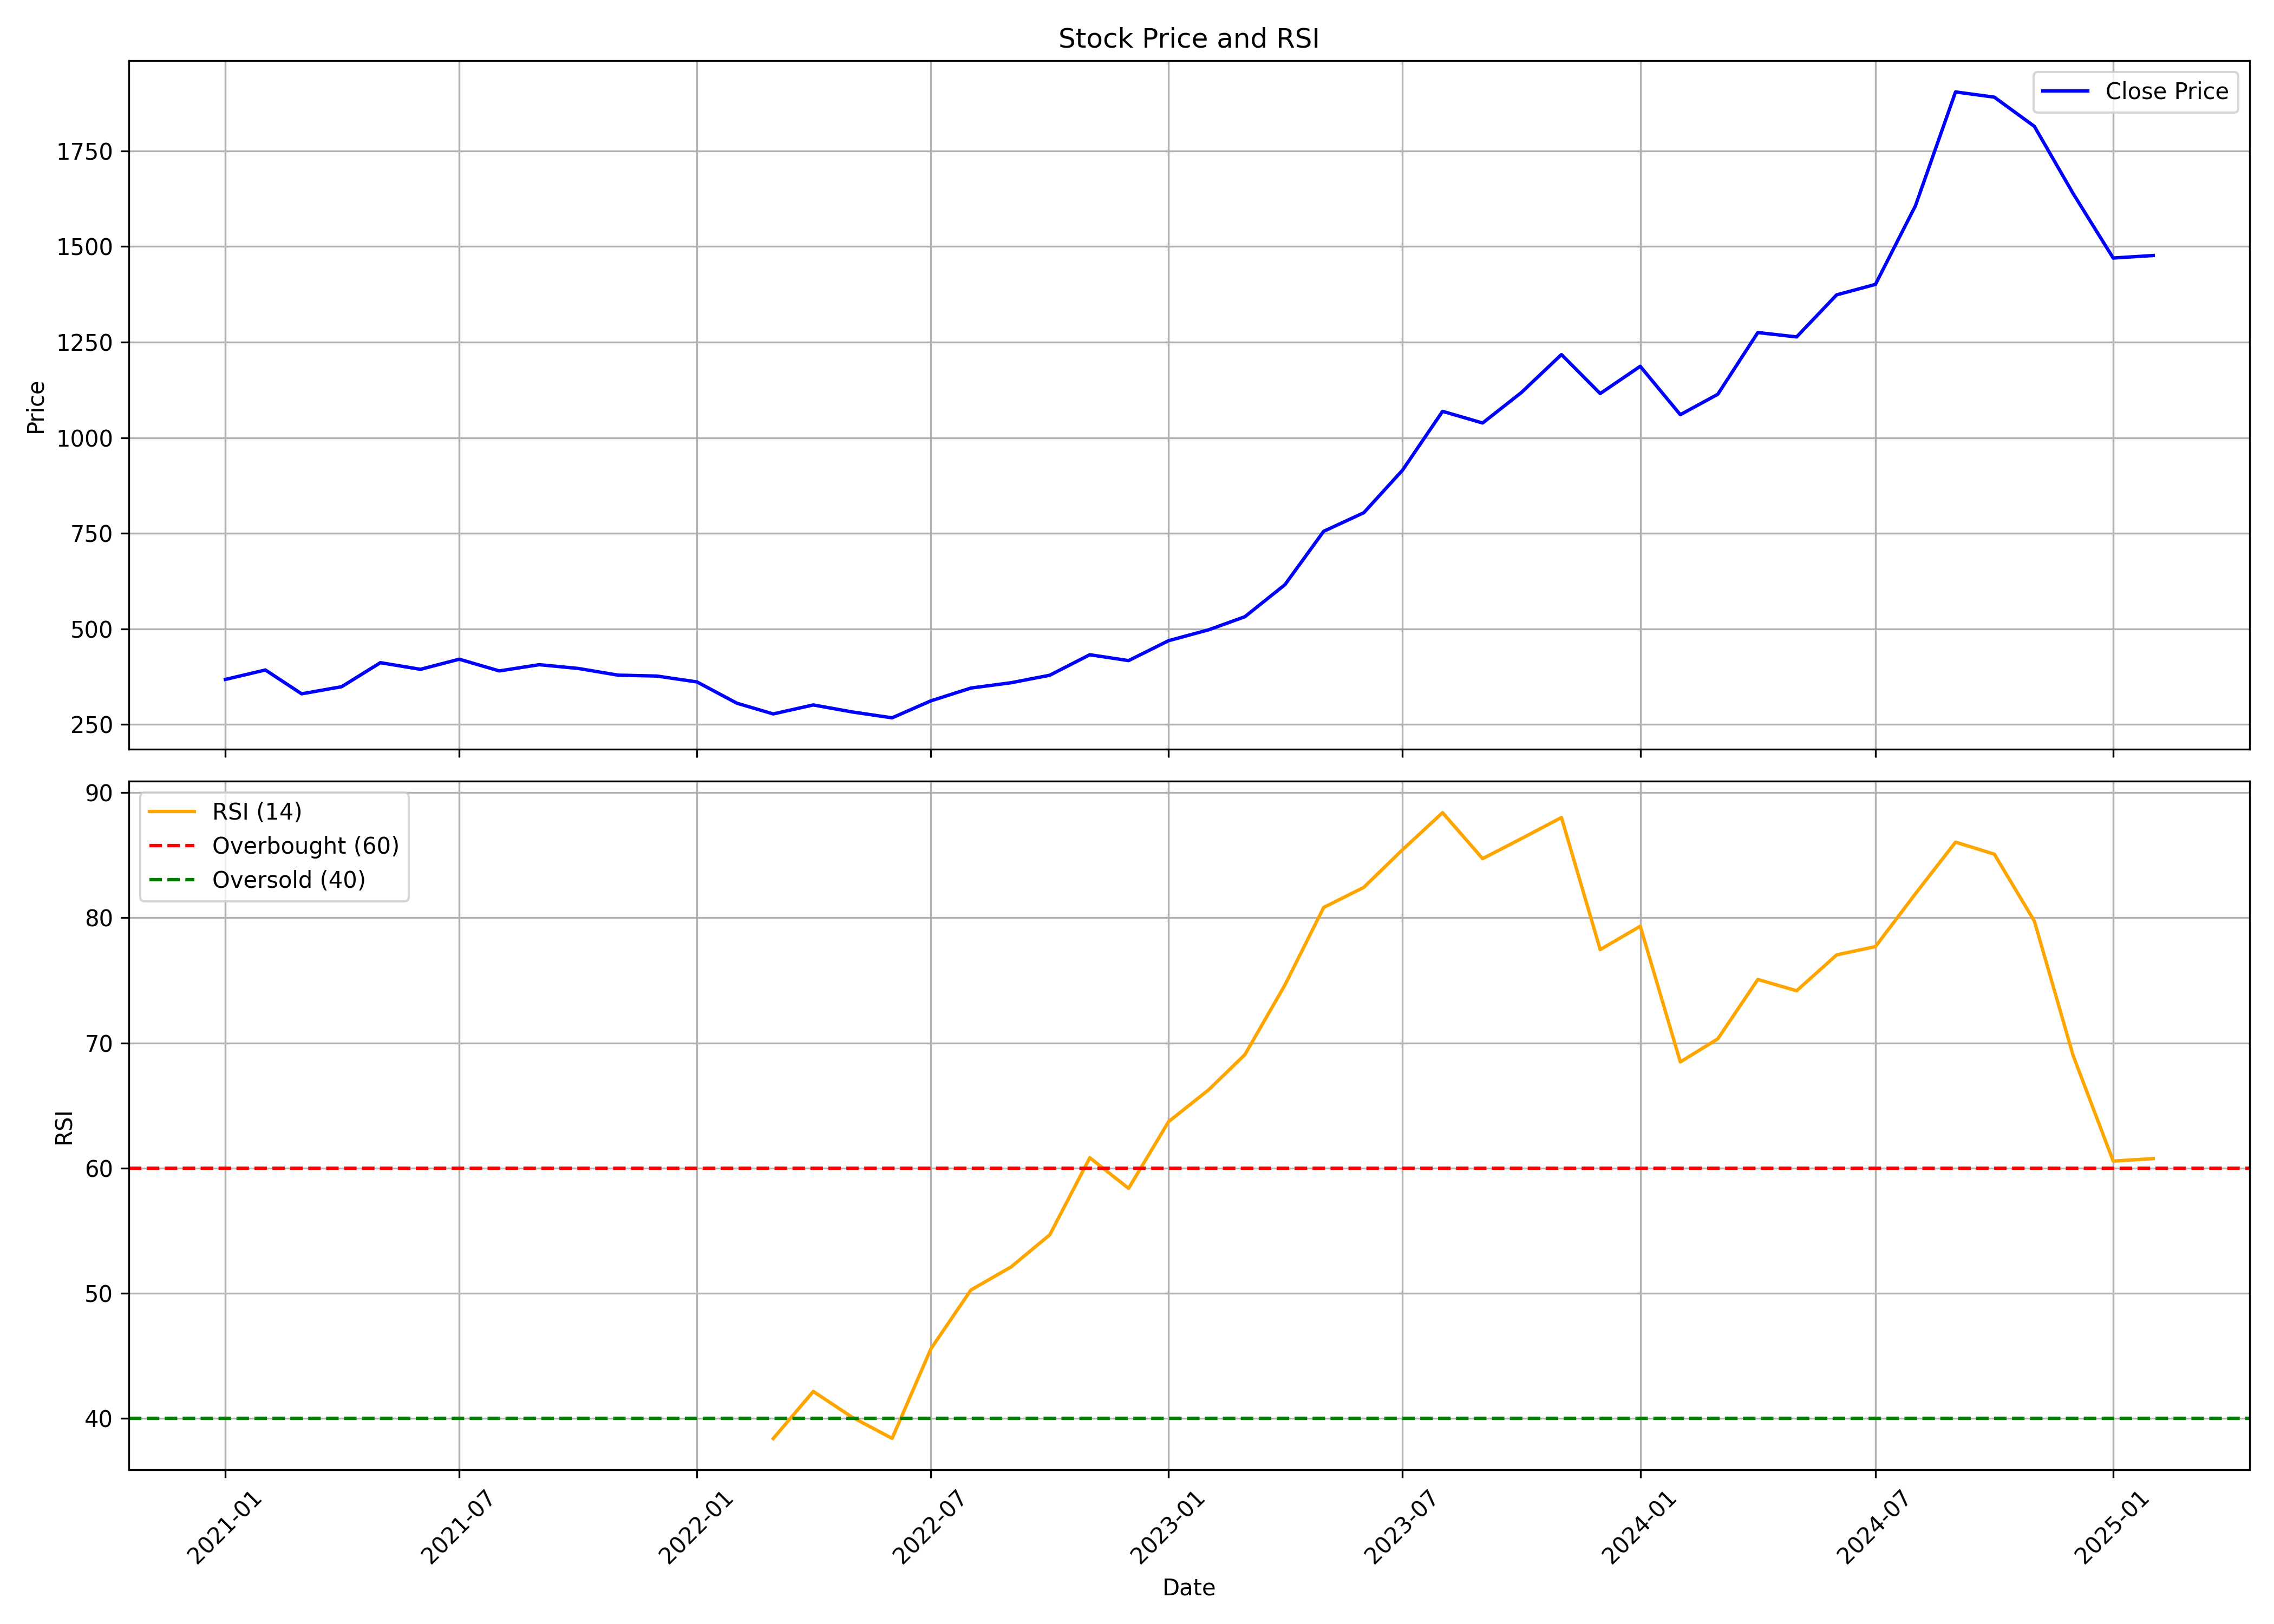 Stock Price and RSI
Close Price
Price
1750
1500
1250
1000
750
500
250
RSI (14)
Overbought (60)
Oversold (40)
RSI
90
80
70
60
50
40
2021-01
2021-07
2022-01
2022-07
2023-01
2023-07
2024-01
2024-07
2025-01
Date